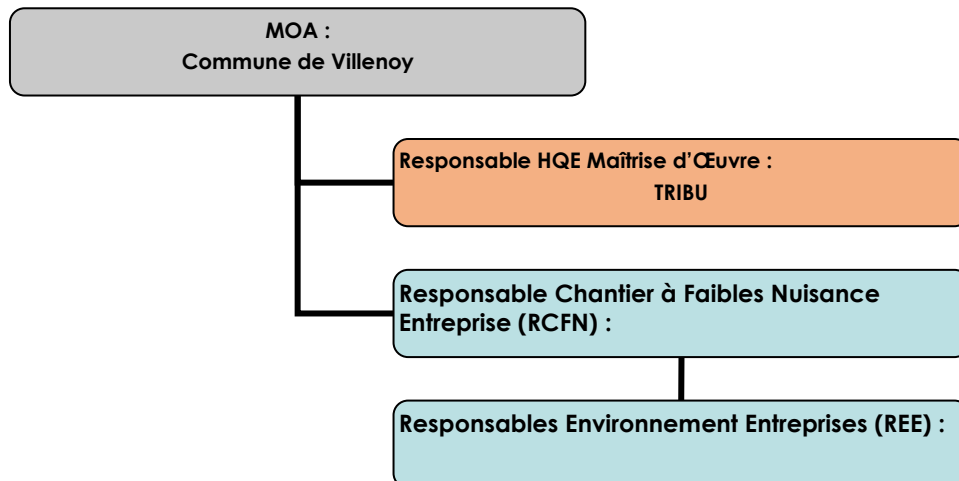 MOA :
Commune de Villenoy
Responsable HQE Maîtrise d'Œuvre :
TRIBU
Responsable Chantier à Faibles Nuisance
Entreprise (RCFN) :
Responsables Environnement Entreprises (REE) :